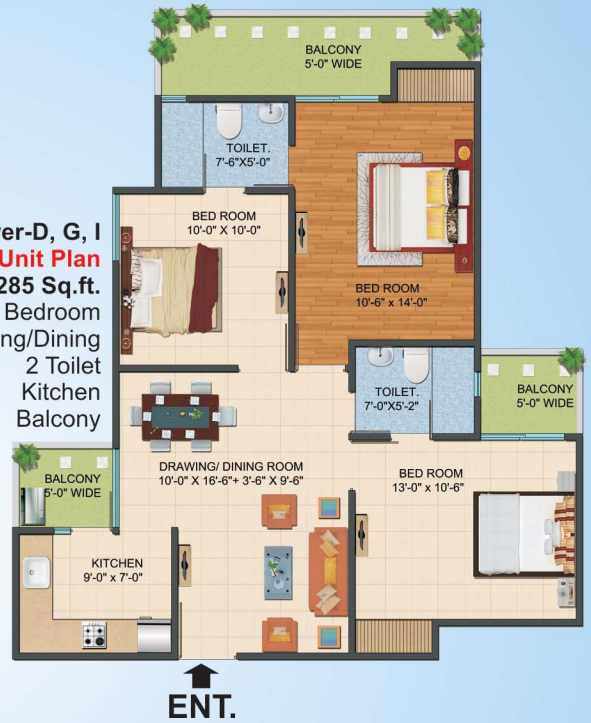 BALCONY
5'-0" WIDE
TOILET.
7'-6"X5'-0"
BED ROOM
10'-0" X 10'-0"
er-D, G, I
Unit Plan
285 Sq.ft.
Bedroom
ng/Dining
2 Toilet
Kitchen
Balcony
BED ROOM
10'-6" x 14'-0"
TOILET.
7'-0"X5'-2"
BALCONY
5'-0" WIDE
DRAWING/ DINING ROOM
10'-0" X 16'-6"+ 3'-6" X 9'-6"
BED ROOM
13'-0" x 10'-6"
BALCONY
5'-0" WIDE
KITCHEN
9'-0" x 7'-0"
ENT.